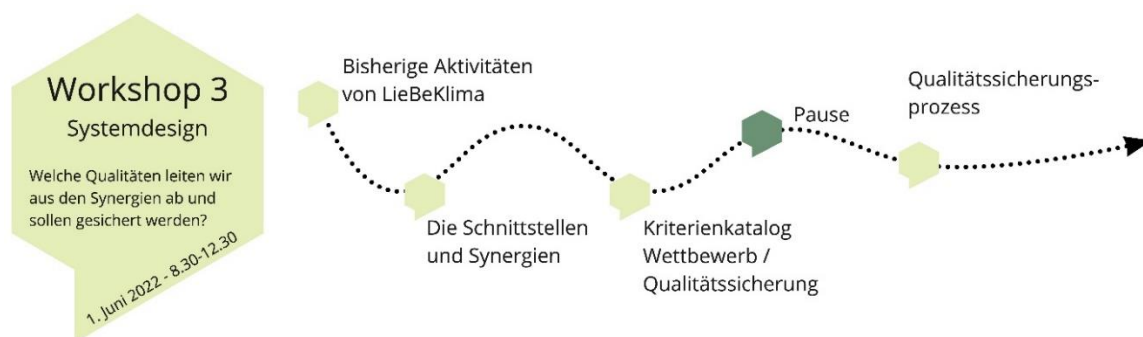 Workshop 3
Systemdesign
Welche Qualitäten leiten wir
aus den Synergien ab und
sollen gesichert werden?
1. Juni 2022 - 8.30-12.30
Bisherige Aktivitäten
von LieBeKlima
Die Schnittstellen
und Synergien
Kriterienkatalog
Wettbewerb /
Qualitätssicherung
Pause
Qualitätssicherungs-
prozess